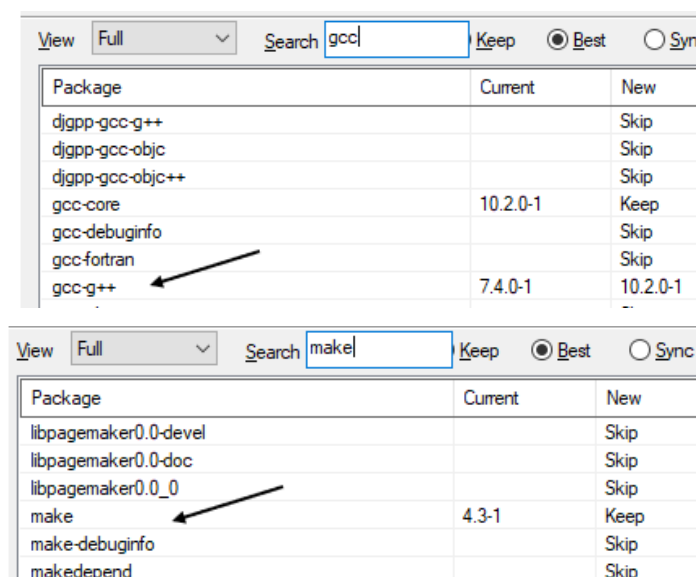 View Full Search gcc Keep Best Syn
Package Current New
djgpp-gcc-g++ Skip
djgpp-gcc-objc Skip
djgpp-gcc-objc++ Skip
gcc-core 10.2.0-1 Keep
gcc-debuginfo Skip
gcc-fortran Skip
gcc-g++ 7.4.0-1 10.2.0-1
View Full Search make Keep Best Sync
Package Current New
libpagemaker0.0-devel Skip
libpagemaker0.0-doc Skip
libpagemaker0.0_0 Skip
make 4.3-1 Keep
make-debuginfo Skip
makedepend Skip